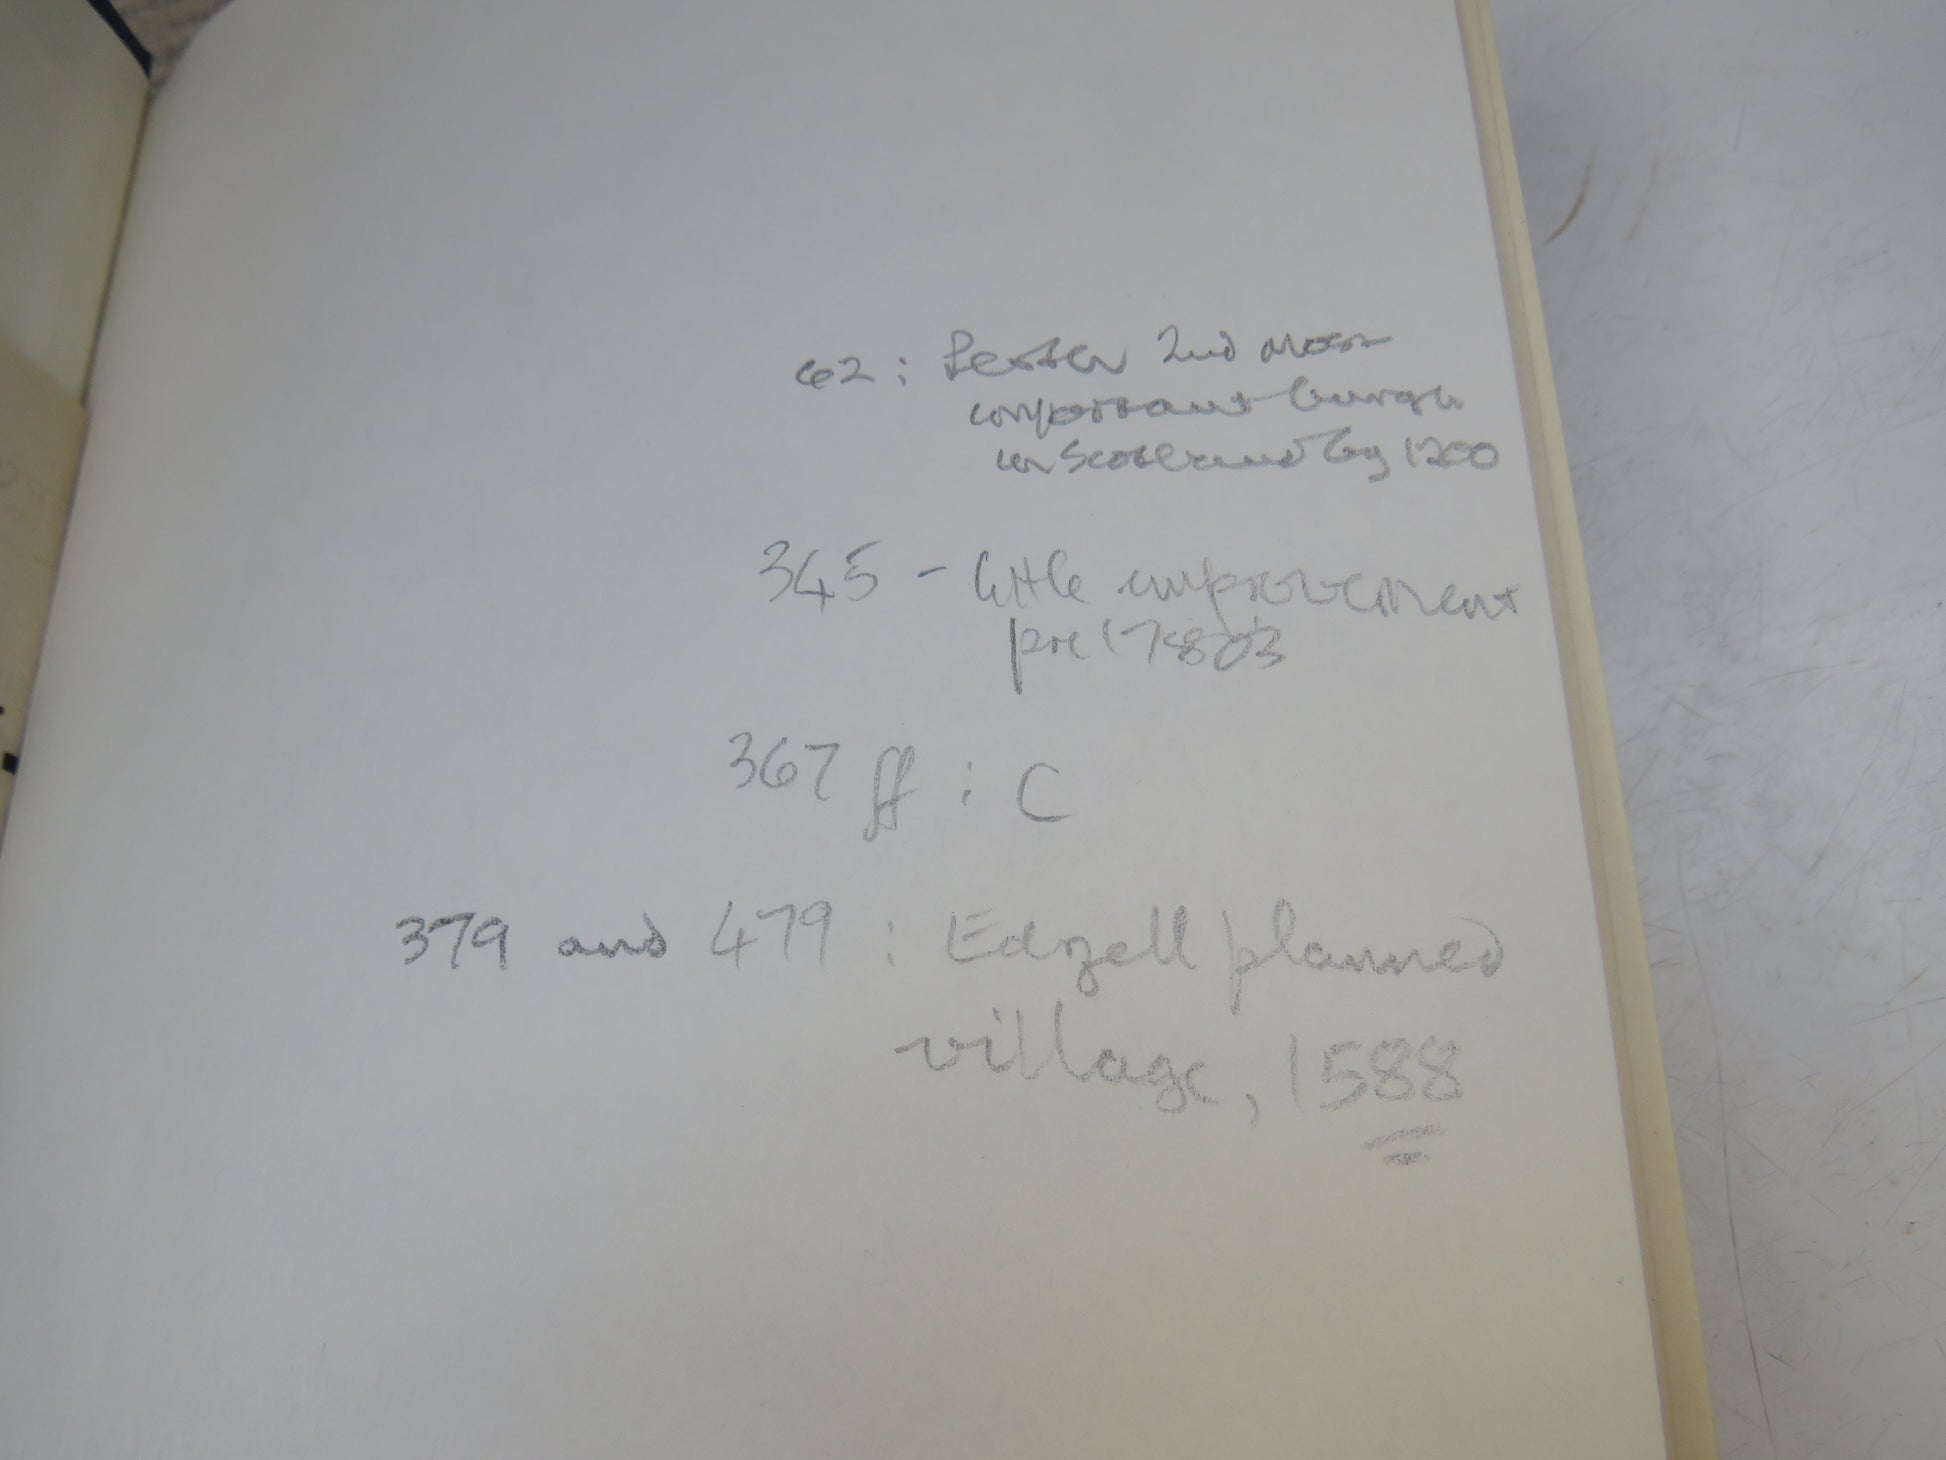 62 : Perth 2nd most
important burgh
in Scotland by 1200
345 - little improvement
pre 1780s
367 ff : C
379 and 479 : Edzell planned
village, 1588